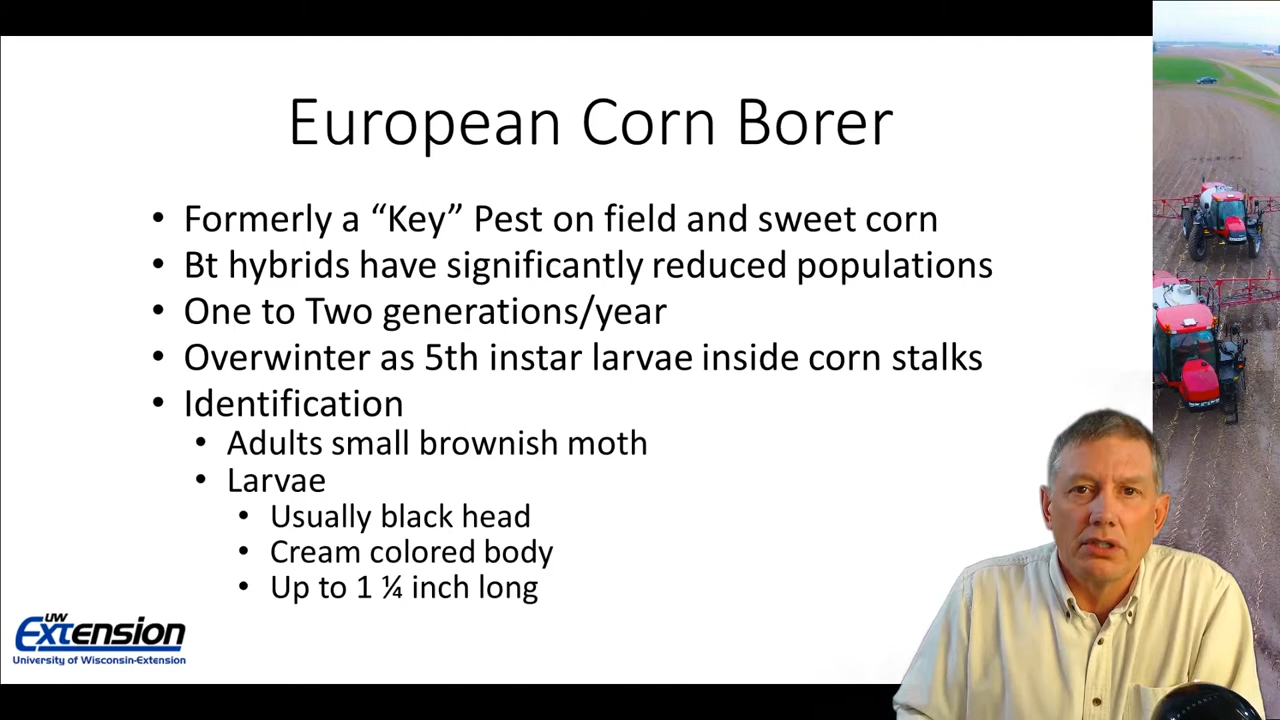 European Corn Borer
• Formerly a “Key” Pest on field and sweet corn
• Bt hybrids have significantly reduced populations
• One to Two generations/year
• Overwinter as 5th instar larvae inside corn stalks
• Identification
• Adults small brownish moth
• Larvae
• Usually black head
• Cream colored body
• Up to 1 ¼ inch long
UW
Extension
University of Wisconsin-Extension